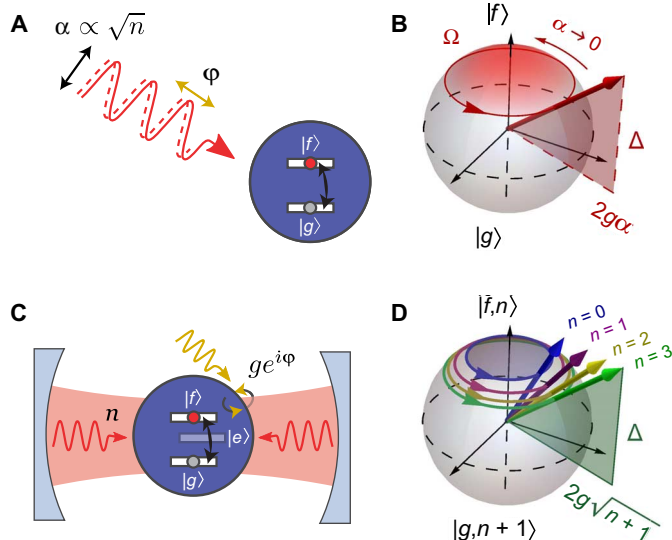 A
α ∝ √n
φ
|f⟩
|g⟩
B
|f⟩
Ω
α → 0
Δ
2gα
|g⟩
C
n
ge^{iφ}
|f⟩
|e⟩
|g⟩
D
|f,n⟩
n = 0
n = 1
n = 2
n = 3
Δ
2g√n + 1
|g,n + 1⟩